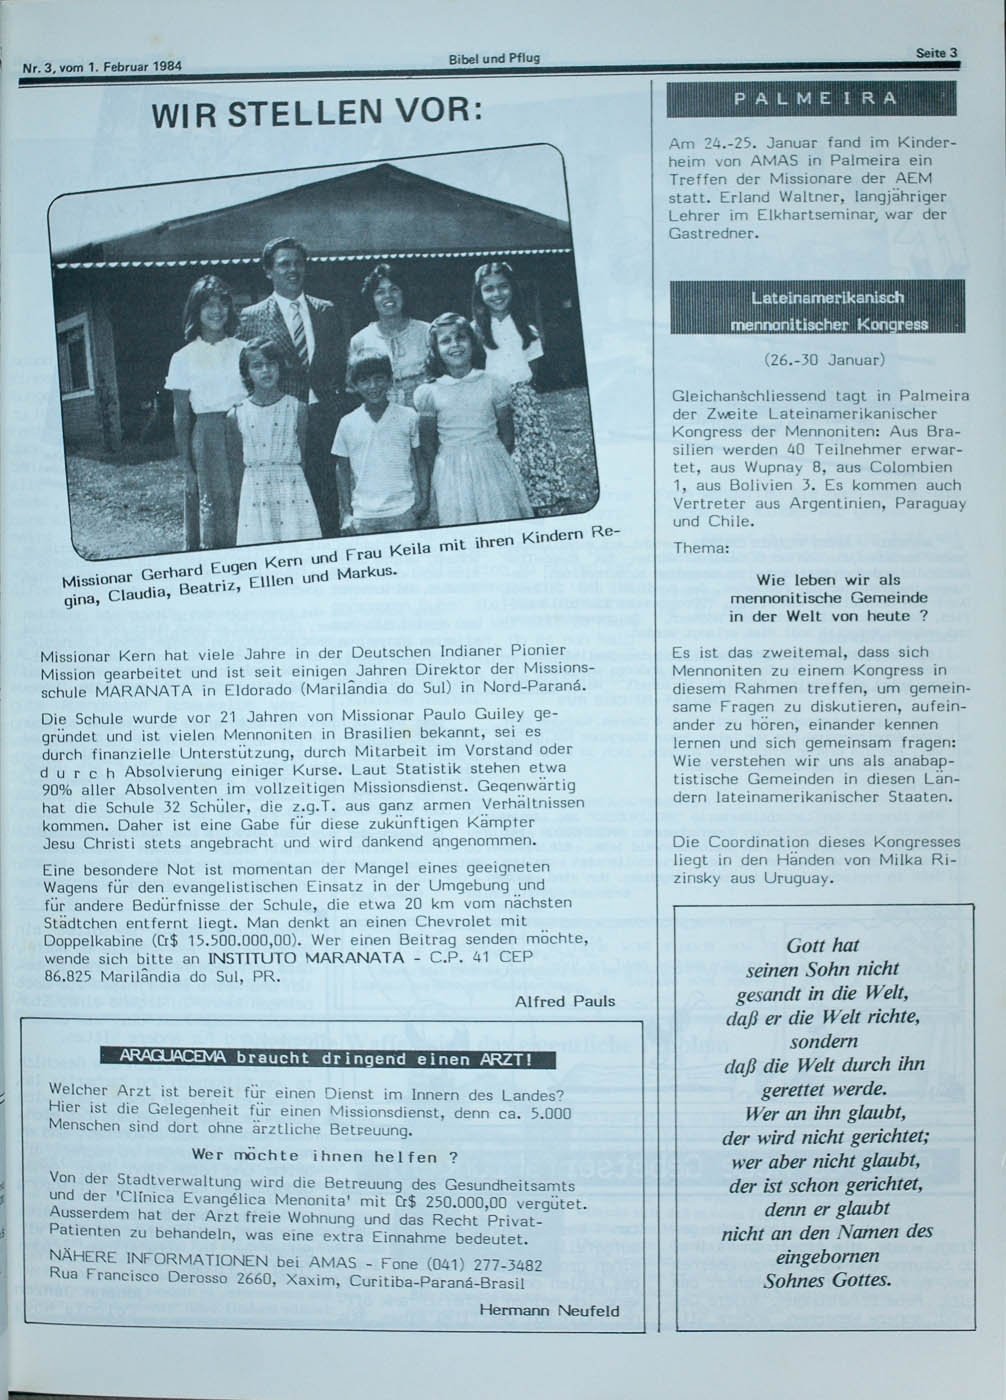 Nr. 3, vom 1. Februar 1984
Bibel und Pflug
Seite 3
WIR STELLEN VOR:
Missionar Gerhard Eugen Kern und Frau Keila mit ihren Kindern Re-
gina, Claudia, Beatriz, Elllen und Markus.
Missionar Kern hat viele Jahre in der Deutschen Indianer Pionier
Mission gearbeitet und ist seit einigen Jahren Direktor der Missions-
schule MARANATA in Eldorado (Marilândia do Sul) in Nord-Paraná.
Die Schule wurde vor 21 Jahren von Missionar Paulo Guiley ge-
gründet und ist vielen Mennoniten in Brasilien bekannt, sei es
durch finanzielle Unterstützung, durch Mitarbeit im Vorstand oder
d u r c h Absolvierung einiger Kurse. Laut Statistik stehen etwa
90% aller Absolventen im vollzeitigen Missionsdienst. Gegenwärtig
hat die Schule 32 Schüler, die z.g.T. aus ganz armen Verhältnissen
kommen. Daher ist eine Gabe für diese zukünftigen Kämpter
Jesu Christi stets angebracht und wird dankend angenommen.
Eine besondere Not ist momentan der Mangel eines geeigneten
Wagens für den evangelistischen Einsatz in der Umgebung und
für andere Bedürfnisse der Schule, die etwa 20 km vom nächsten
Städtchen entfernt liegt. Man denkt an einen Chevrolet mit
Doppelkabine (Cr$ 15.500.000,00). Wer einen Beitrag senden möchte,
wende sich bitte an INSTITUTO MARANATA - C.P. 41 CEP
86.825 Marilândia do Sul, PR.
Alfred Pauls
ARAGUACEMA braucht dringend einen ARZT!
Welcher Arzt ist bereit für einen Dienst im Innern des Landes?
Hier ist die Gelegenheit für einen Missionsdienst, denn ca. 5.000
Menschen sind dort ohne ärztliche Betreuung.
Wer möchte ihnen helfen ?
Von der Stadtverwaltung wird die Betreuung des Gesundheitsamts
und der 'Clínica Evangélica Menonita' mit Cr$ 250.000,00 vergütet.
Ausserdem hat der Arzt freie Wohnung und das Recht Privat-
Patienten zu behandeln, was eine extra Einnahme bedeutet.
NÄHERE INFORMATIONEN bei AMAS - Fone (041) 277-3482
Rua Francisco Derosso 2660, Xaxim, Curitiba-Paraná-Brasil
Hermann Neufeld
PALMEIRA
Am 24.-25. Januar fand im Kinder-
heim von AMAS in Palmeira ein
Treffen der Missionare der AEM
statt. Erland Waltner, langjähriger
Lehrer im Elkhartseminar, war der
Gastredner.
Lateinamerikanisch
mennonitischer Kongress
(26.-30 Januar)
Gleichanschliessend tagt in Palmeira
der Zweite Lateinamerikanischer
Kongress der Mennoniten: Aus Bra-
silien werden 40 Teilnehmer erwar-
tet, aus Wupnay 8, aus Colombien
1, aus Bolivien 3. Es kommen auch
Vertreter aus Argentinien, Paraguay
und Chile.
Thema:
Wie leben wir als
mennonitische Gemeinde
in der Welt von heute ?
Es ist das zweitemal, dass sich
Mennoniten zu einem Kongress in
diesem Rahmen treffen, um gemein-
same Fragen zu diskutieren, aufein-
ander zu hören, einander kennen
lernen und sich gemeinsam fragen:
Wie verstehen wir uns als anabap-
tistische Gemeinden in diesen Län-
dern lateinamerikanischer Staaten.
Die Coordination dieses Kongresses
liegt in den Händen von Milka Ri-
zinsky aus Uruguay.
Gott hat
seinen Sohn nicht
gesandt in die Welt,
daß er die Welt richte,
sondern
daß die Welt durch ihn
gerettet werde.
Wer an ihn glaubt,
der wird nicht gerichtet;
wer aber nicht glaubt,
der ist schon gerichtet,
denn er glaubt
nicht an den Namen des
eingebornen
Sohnes Gottes.